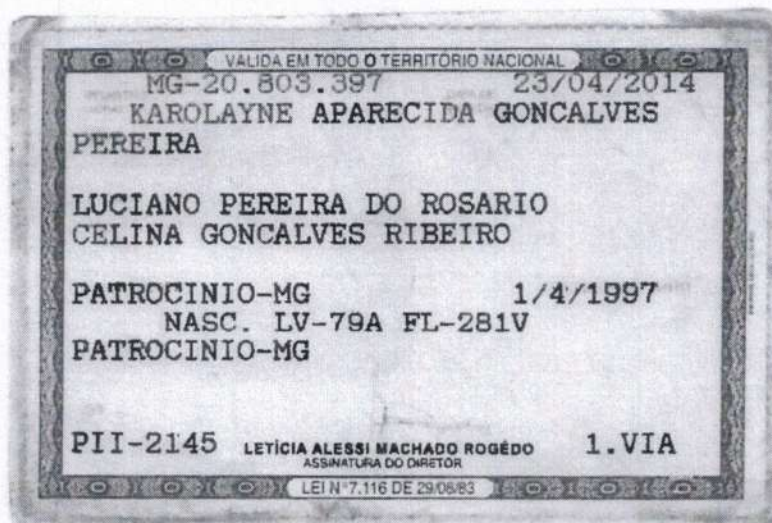 VALIDA EM TODO O TERRITÓRIO NACIONAL
MG-20.803.397 23/04/2014
KAROLAYNE APARECIDA GONCALVES
PEREIRA
LUCIANO PEREIRA DO ROSARIO
CELINA GONCALVES RIBEIRO
PATROCINIO-MG 1/4/1997
NASC. LV-79A FL-281V
PATROCINIO-MG
PII-2145 LETÍCIA ALESSI MACHADO ROGÊDO 1.VIA
ASSINATURA DO DIRETOR
LEI Nº 7.116 DE 29/08/83